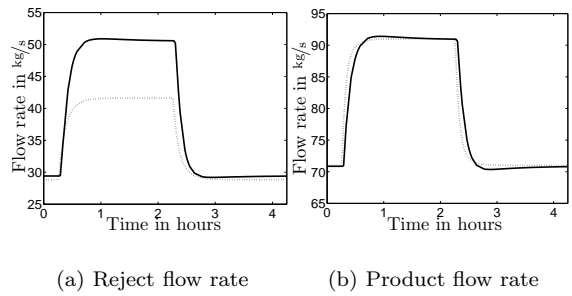 55
50
45
40
35
30
25
Flow rate in kg/s
0 1 2 3 4
Time in hours
(a) Reject flow rate
95
90
85
80
75
70
65
Flow rate in kg/s
0 1 2 3 4
Time in hours
(b) Product flow rate